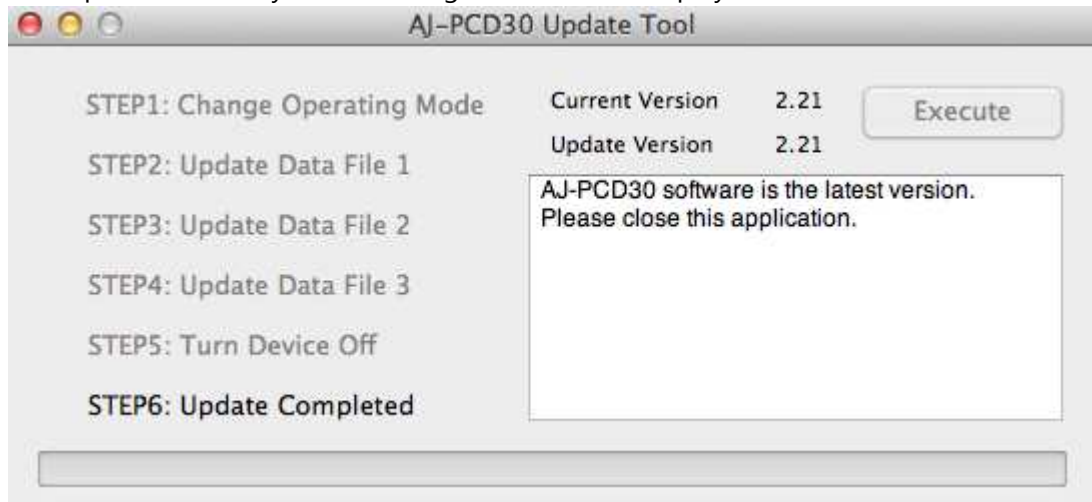 AJ-PCD30 Update Tool
STEP1: Change Operating Mode
STEP2: Update Data File 1
STEP3: Update Data File 2
STEP4: Update Data File 3
STEP5: Turn Device Off
STEP6: Update Completed
Current Version 2.21
Update Version 2.21
Execute
AJ-PCD30 software is the latest version.
Please close this application.